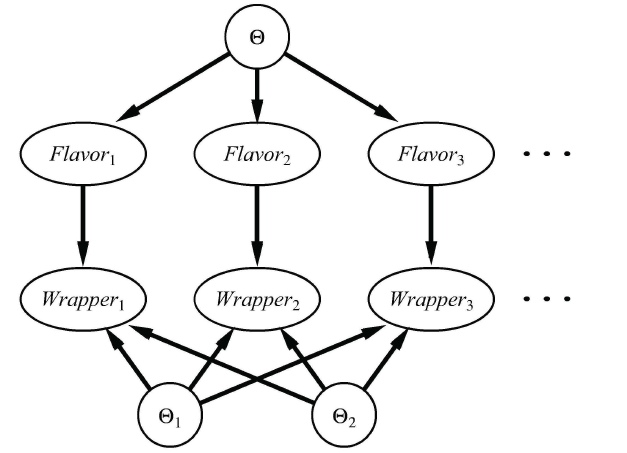 Θ
Flavor₁ Flavor₂ Flavor₃ . . .
Wrapper₁ Wrapper₂ Wrapper₃ . . .
Θ₁ Θ₂